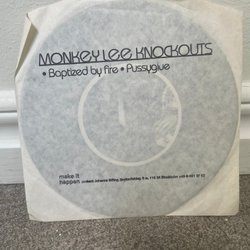 MONKEY LEE KNOCKOUTS
• Baptized by fire • Pussyglue
make it
happen